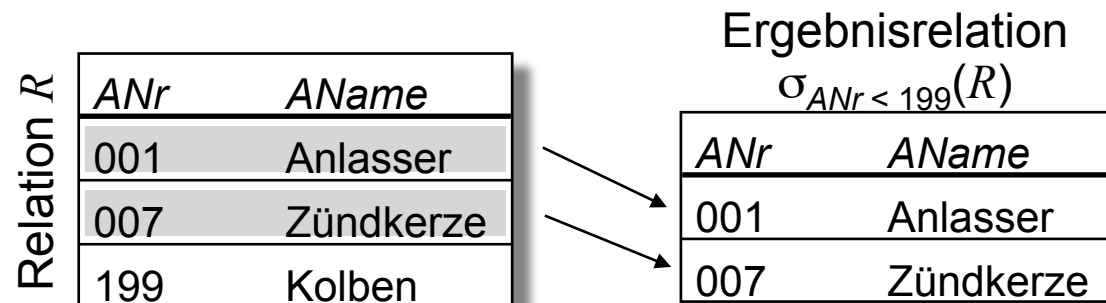 Relation R
ANr AName
001 Anlasser
007 Zündkerze
199 Kolben
Ergebnisrelation
σANr < 199(R)
ANr AName
001 Anlasser
007 Zündkerze